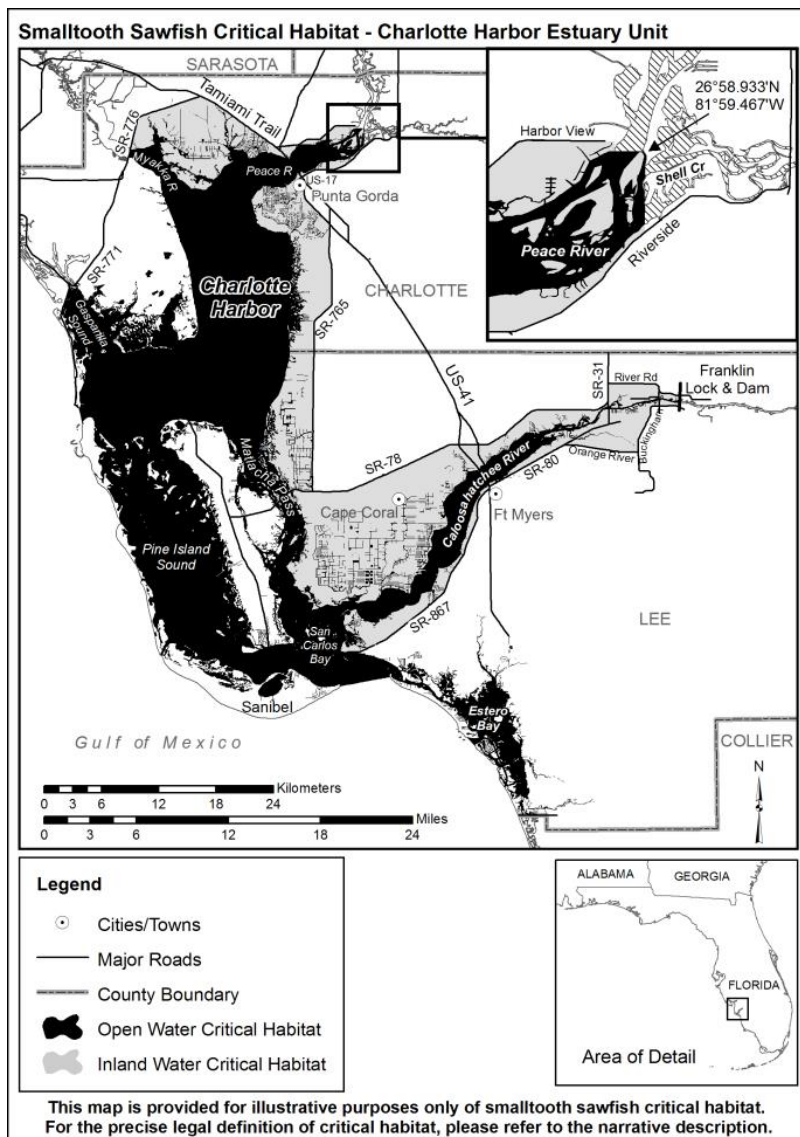 Smalltooth Sawfish Critical Habitat - Charlotte Harbor Estuary Unit
SARASOTA
Tamiami Trail
SR-776
Myakka R
Peace R
US-17
Punta Gorda
SR-771
Charlotte
Harbor
CHARLOTTE
SR-765
Gasparilla
Sound
26°58.933'N
81°59.467'W
Harbor View
Shell Cr
Peace River
Riverside
US-41
SR-31
River Rd
Franklin
Lock & Dam
Buckingham
Orange River
SR-80
SR-78
Matlacha Pass
Cape Coral
Caloosa hatchee River
Ft Myers
Pine Island
Sound
SR-867
San
Carlos
Bay
LEE
Sanibel
Estero
Bay
Gulf of Mexico
COLLIER
N
Kilometers
0 3 6 12 18 24
Miles
0 3 6 12 18 24
Legend
Cities/Towns
Major Roads
County Boundary
Open Water Critical Habitat
Inland Water Critical Habitat
ALABAMA
GEORGIA
FLORIDA
Area of Detail
This map is provided for illustrative purposes only of smalltooth sawfish critical habitat.
For the precise legal definition of critical habitat, please refer to the narrative description.